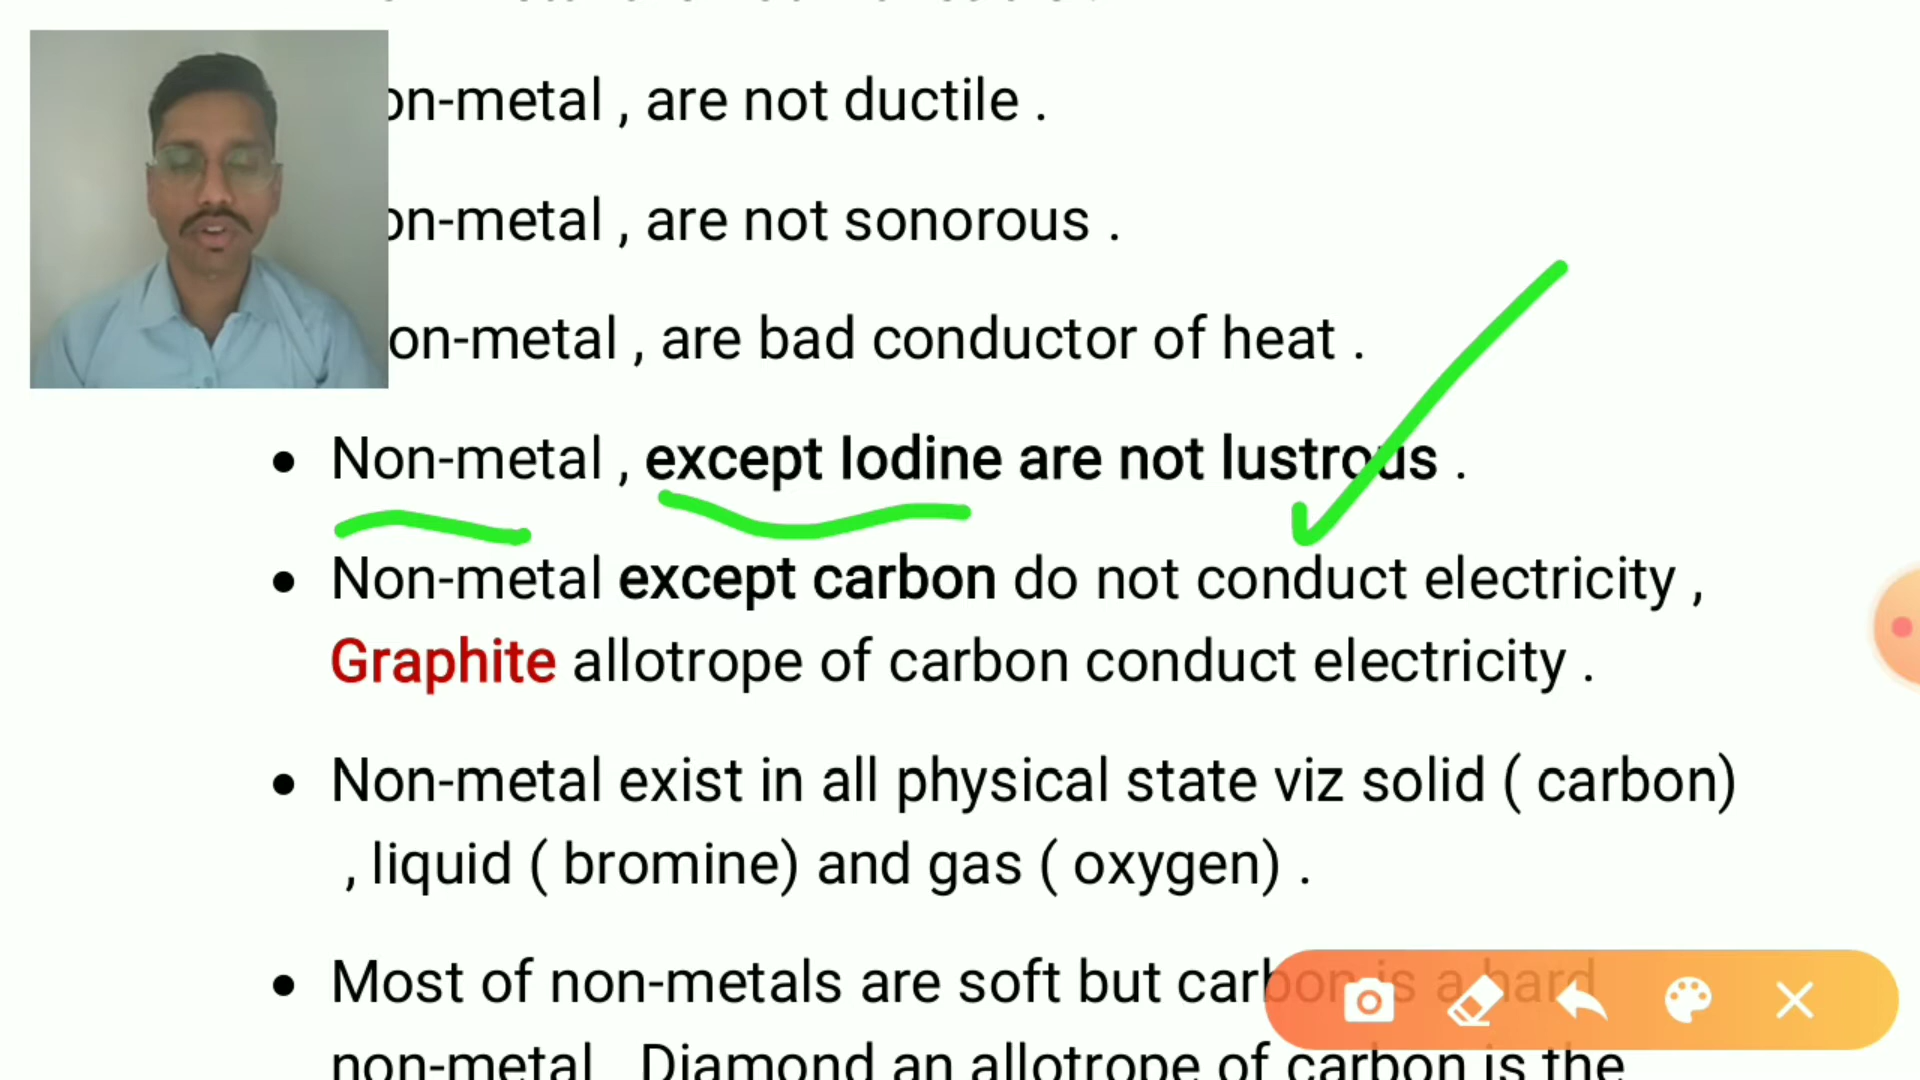 on-metal , are not ductile .
on-metal , are not sonorous .
on-metal , are bad conductor of heat .
• Non-metal , except Iodine are not lustrous .
• Non-metal except carbon do not conduct electricity ,
Graphite allotrope of carbon conduct electricity .
• Non-metal exist in all physical state viz solid ( carbon)
, liquid ( bromine) and gas ( oxygen) .
• Most of non-metals are soft but carbon is a hard
non-metal . Diamond an allotrope of carbon is the